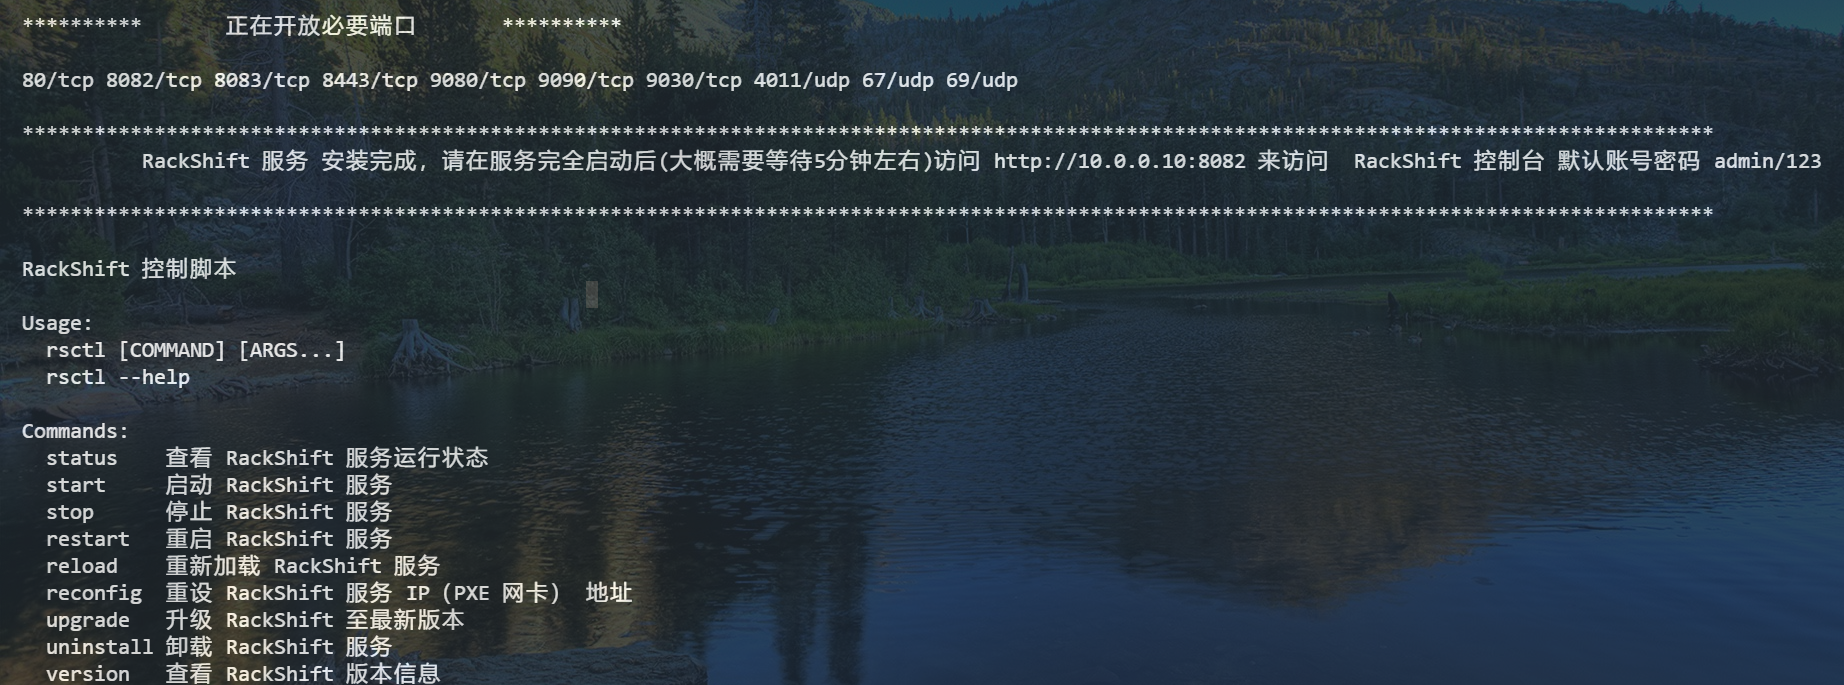 ********** 正在开放必要端口 **********
80/tcp 8082/tcp 8083/tcp 8443/tcp 9080/tcp 9090/tcp 9030/tcp 4011/udp 67/udp 69/udp
*********************************************************************************************************************************************
RackShift 服务 安装完成, 请在服务完全启动后(大概需要等待5分钟左右)访问 http://10.0.0.10:8082 来访问 RackShift 控制台 默认账号密码 admin/123
*********************************************************************************************************************************************
RackShift 控制脚本
Usage:
rsctl [COMMAND] [ARGS...]
rsctl --help
Commands:
status 查看 RackShift 服务运行状态
start 启动 RackShift 服务
stop 停止 RackShift 服务
restart 重启 RackShift 服务
reload 重新加载 RackShift 服务
reconfig 重设 RackShift 服务 IP（PXE 网卡） 地址
upgrade 升级 RackShift 至最新版本
uninstall 卸载 RackShift 服务
version 查看 RackShift 版本信息